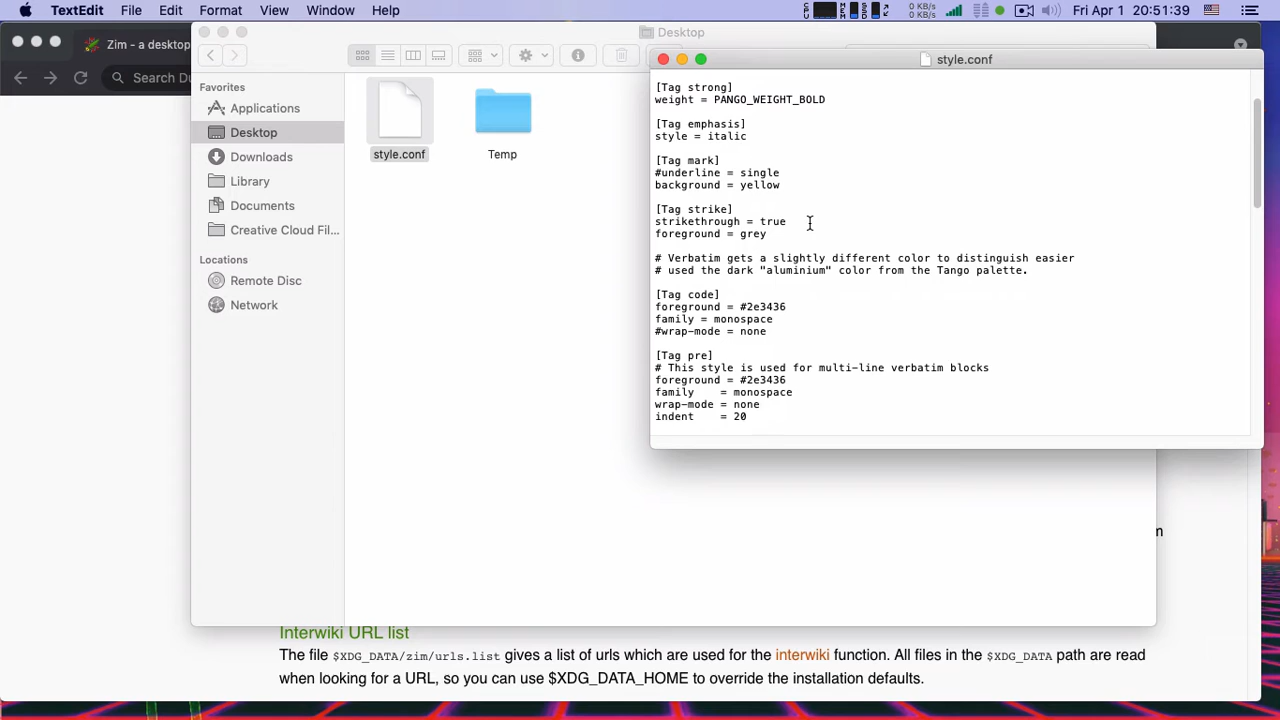 TextEdit File Edit Format View Window Help
0 KB/s
0 KB/s
Fri Apr 1 20:51:39
Zim - a desktop
Search Du
Desktop
Favorites
Applications
Desktop
Downloads
Library
Documents
Creative Cloud Fil...
Locations
Remote Disc
Network
style.conf
Temp
style.conf
[Tag strong]
weight = PANGO_WEIGHT_BOLD
[Tag emphasis]
style = italic
[Tag mark]
#underline = single
background = yellow
[Tag strike]
strikethrough = true
foreground = grey
# Verbatim gets a slightly different color to distinguish easier
# used the dark "aluminium" color from the Tango palette.
[Tag code]
foreground = #2e3436
family = monospace
#wrap-mode = none
[Tag pre]
# This style is used for multi-line verbatim blocks
foreground = #2e3436
family = monospace
wrap-mode = none
indent = 20
m
Interwiki URL list
The file $XDG_DATA/zim/urls.list gives a list of urls which are used for the interwiki function. All files in the $XDG_DATA path are read
when looking for a URL, so you can use $XDG_DATA_HOME to override the installation defaults.